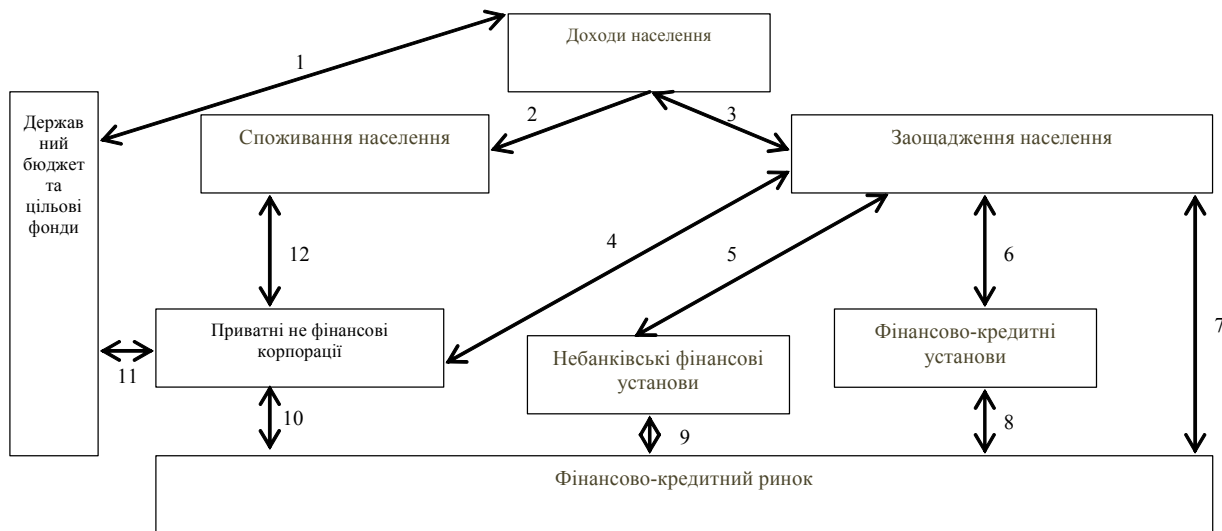 Доходи населення
1
2
3
Держав
ний
бюджет
та
цільові
фонди
Споживання населення
Заощадження населення
4
5
6
7
12
Приватні не фінансові
корпорації
Небанківські фінансові
установи
Фінансово-кредитні
установи
11
10
9
8
Фінансово-кредитний ринок